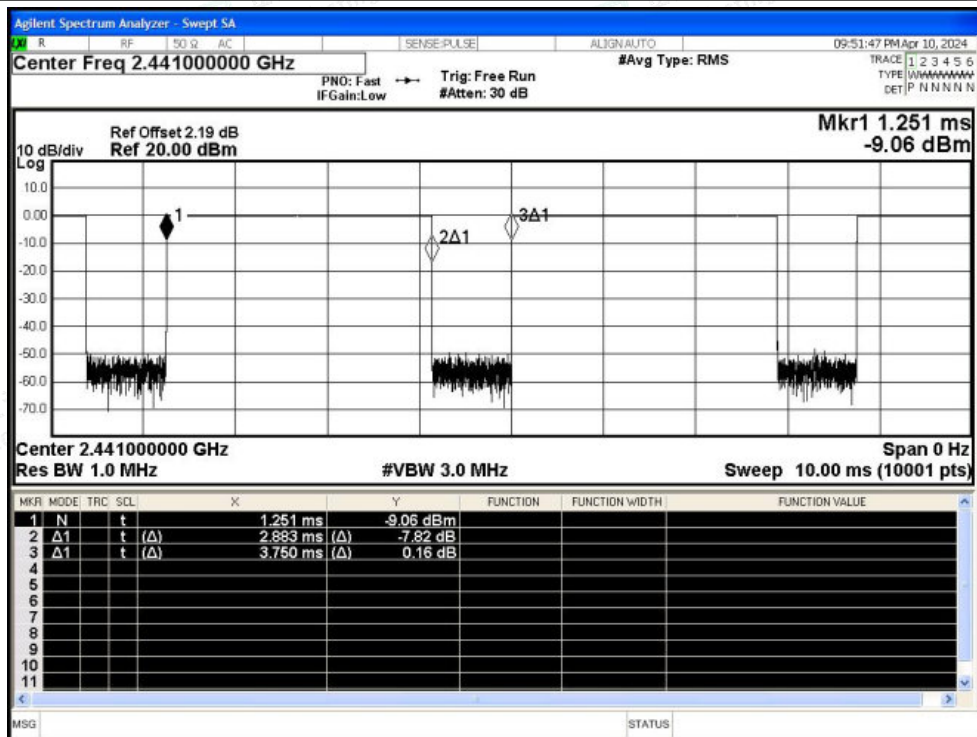 Agilent Spectrum Analyzer - Swept SA
LXI R RF 50 Ω AC SENSE:PULSE ALIGNAUTO 09:51:47 PM Apr 10, 2024
Center Freq 2.441000000 GHz #Avg Type: RMS TRACE 1 2 3 4 5 6
PNO: Fast Trig: Free Run TYPE WWWWWW
IFGain:Low #Atten: 30 dB DET P N N N N N
Mkr1 1.251 ms
Ref Offset 2.19 dB
10 dB/div Ref 20.00 dBm -9.06 dBm
Log
10.0
0.00 1 3Δ1
-10.0 2Δ1
-20.0
-30.0
-40.0
-50.0
-60.0
-70.0
Center 2.441000000 GHz Span 0 Hz
Res BW 1.0 MHz #VBW 3.0 MHz Sweep 10.00 ms (10001 pts)
MKR MODE TRC SCL X Y FUNCTION FUNCTION WIDTH FUNCTION VALUE
1 N t 1.251 ms -9.06 dBm
2 Δ1 t (Δ) 2.883 ms (Δ) -7.82 dB
3 Δ1 t (Δ) 3.750 ms (Δ) 0.16 dB
4
5
6
7
8
9
10
11
MSG STATUS